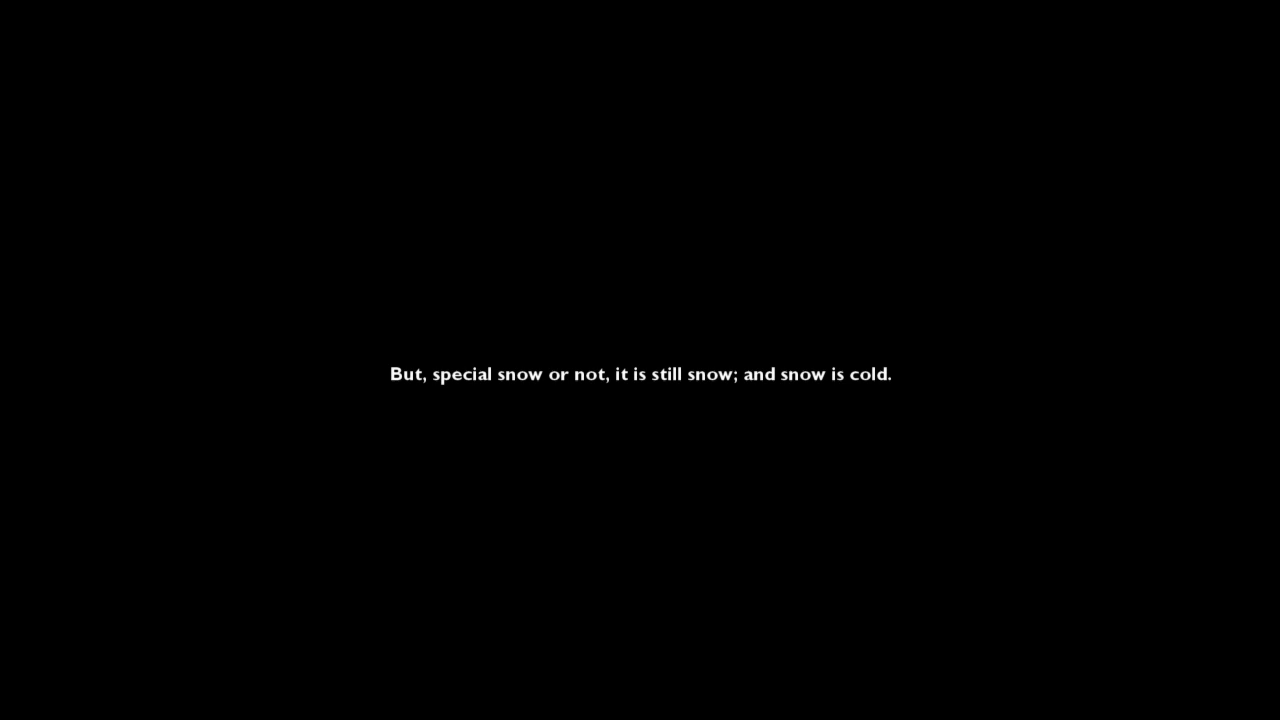 But, special snow or not, it is still snow; and snow is cold.